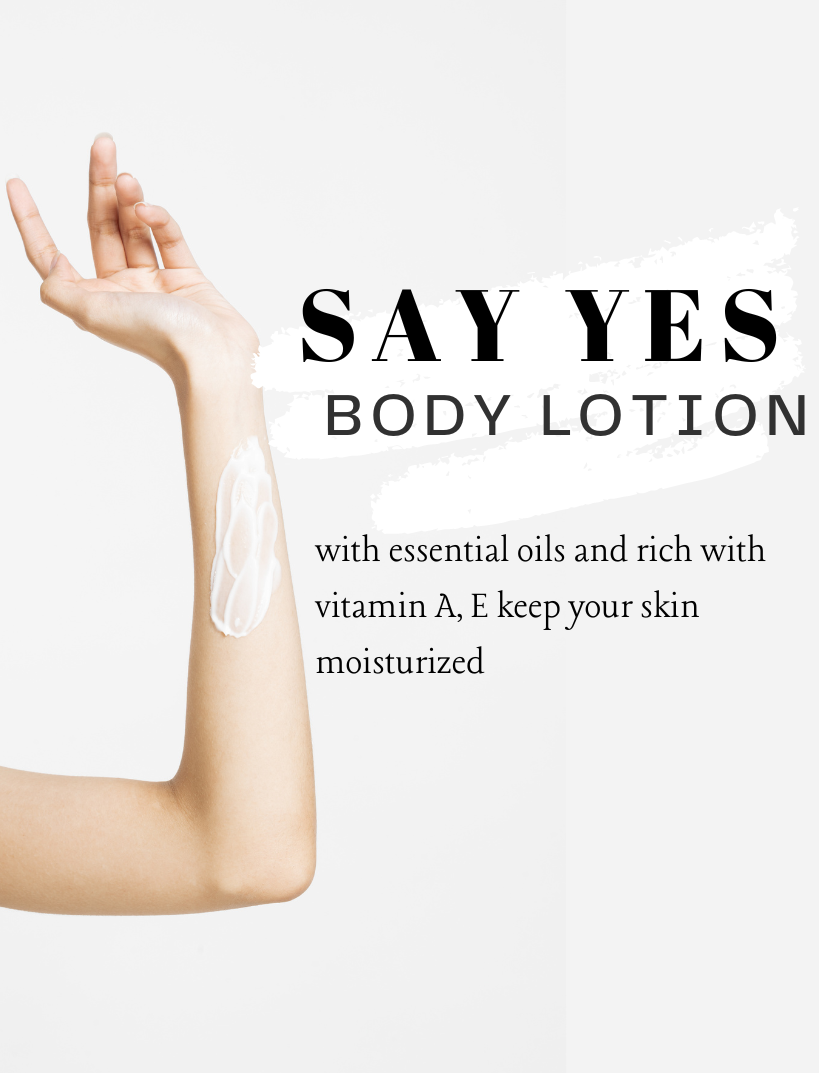 SAY YES
BODY LOTION
with essential oils and rich with
vitamin A, E keep your skin
moisturized